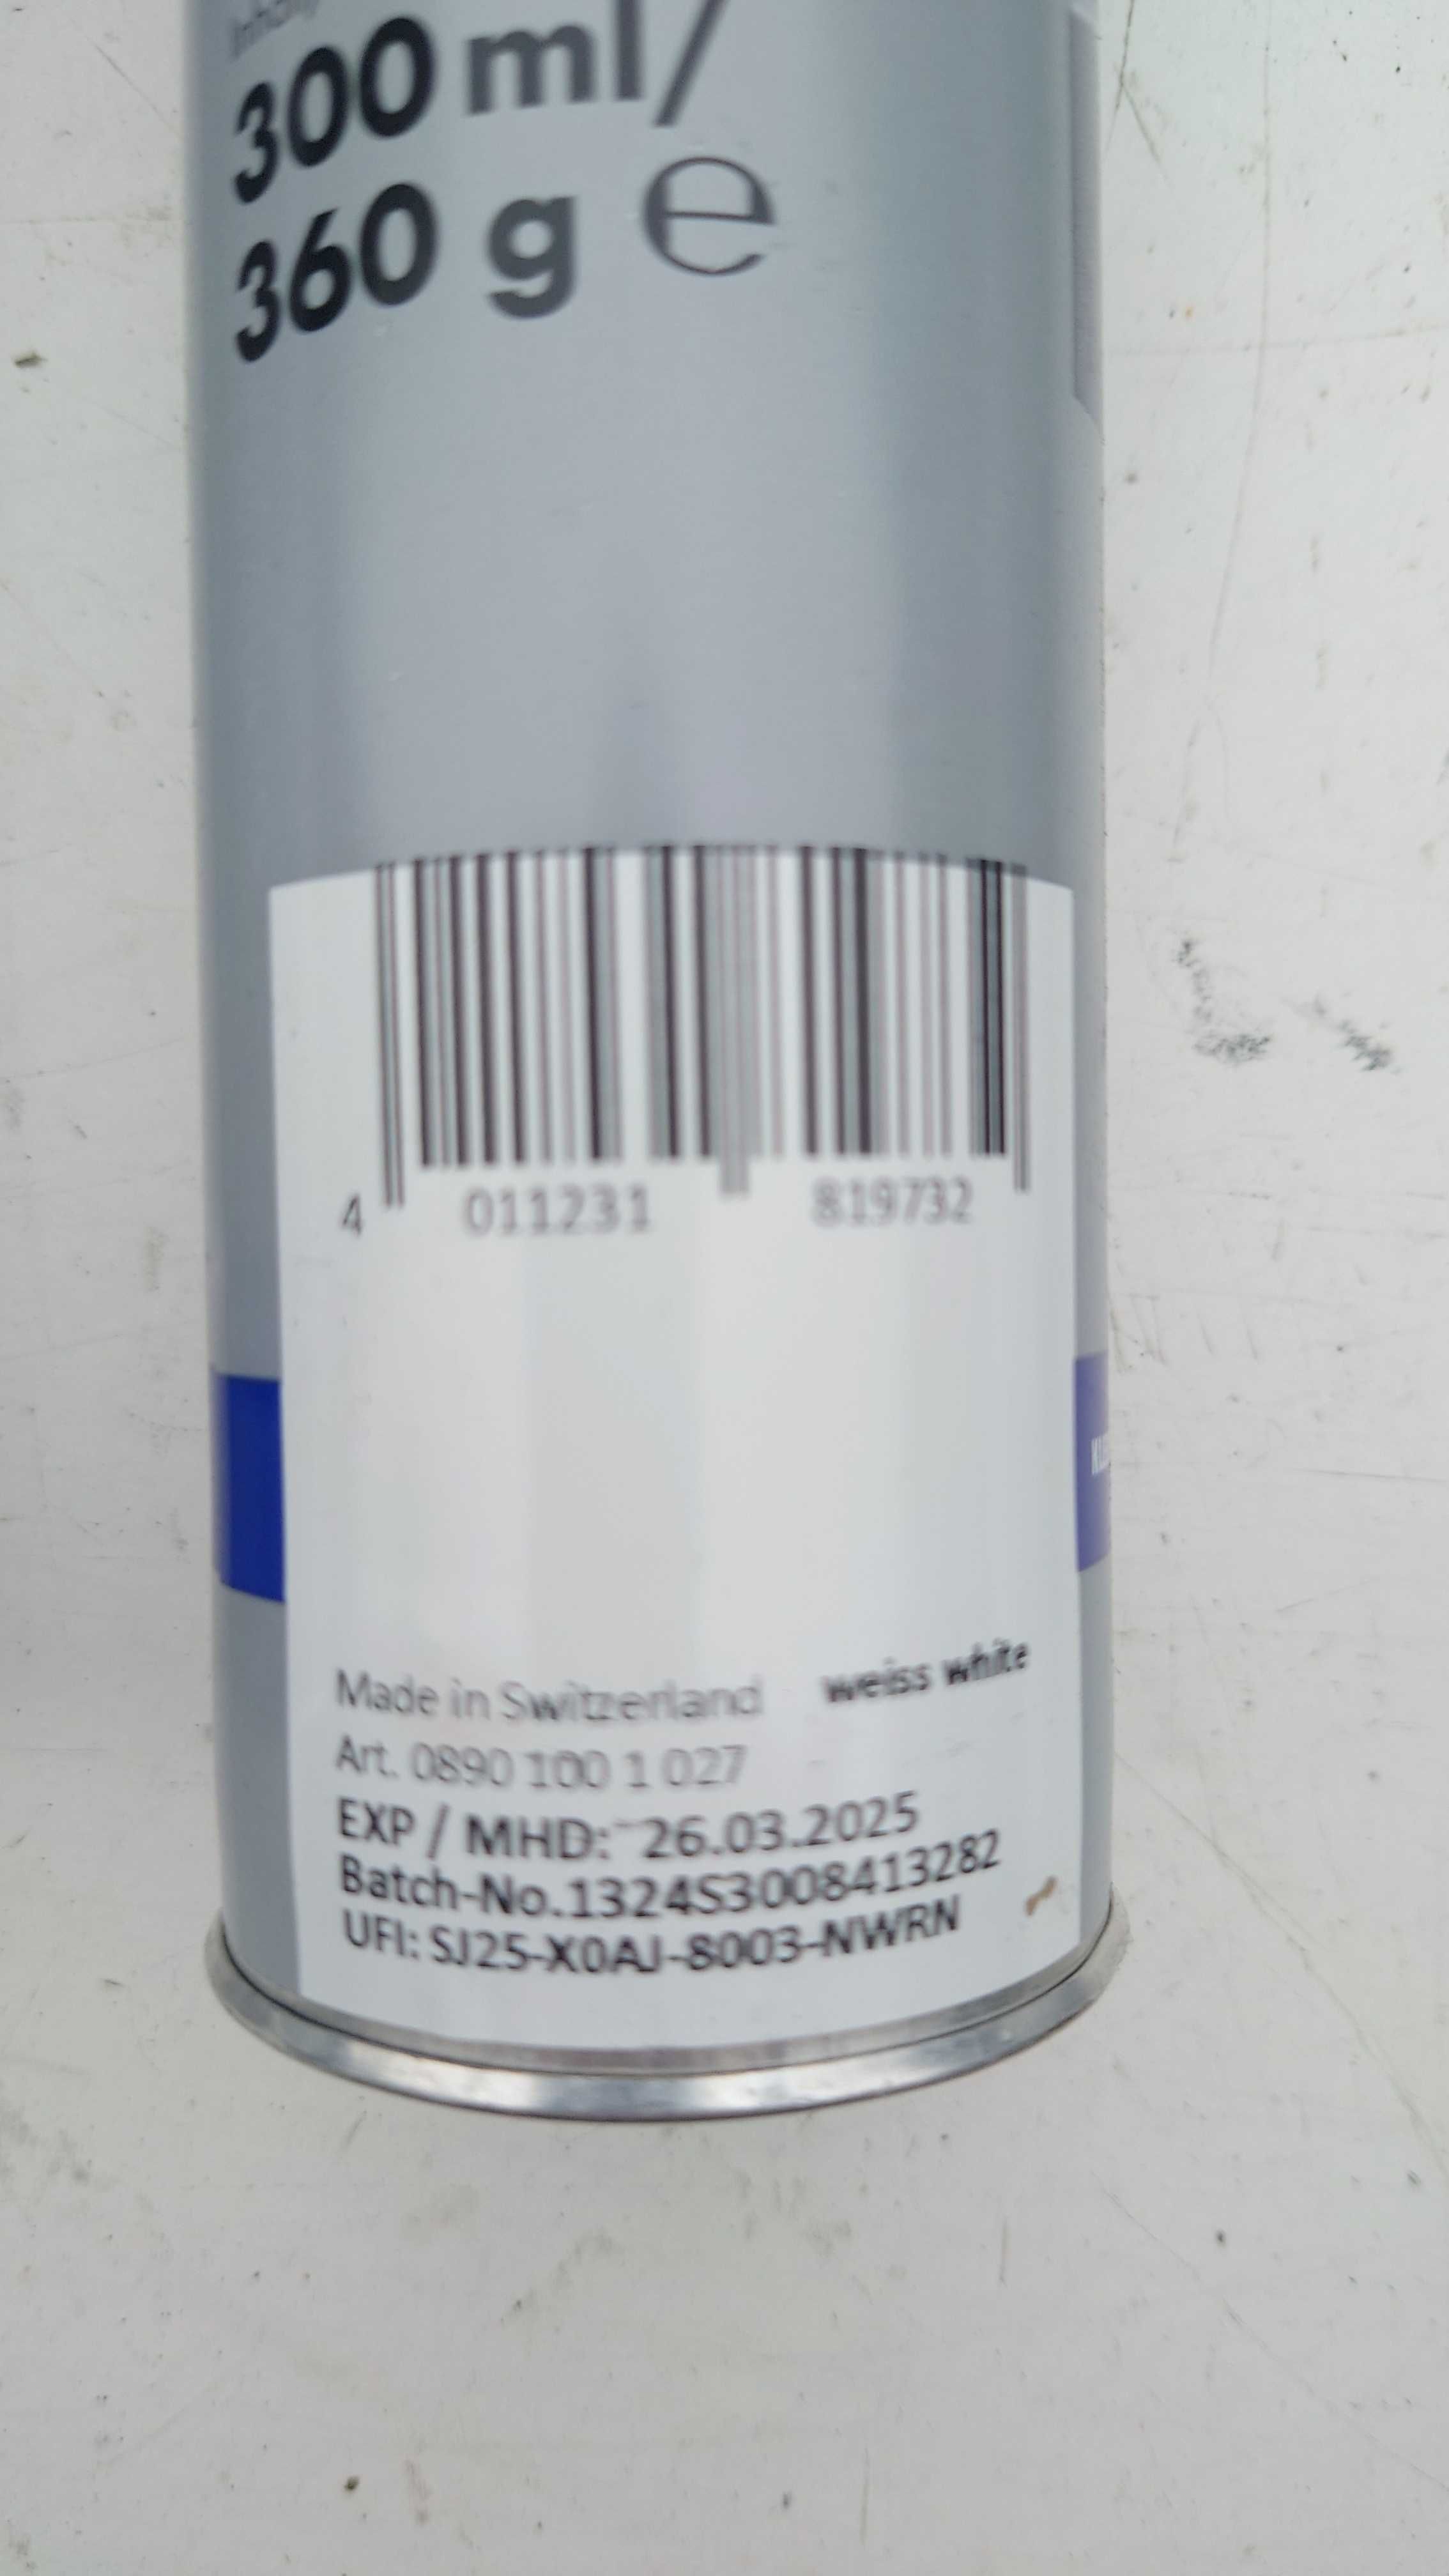 300 ml/
360 g e
4 011231 819732
Made in Switzerland weiss white
Art. 0890 100 1 027
EXP / MHD: 26.03.2025
Batch-No.1324S3008413282
UFI: SJ25-X0AJ-8003-NWRN